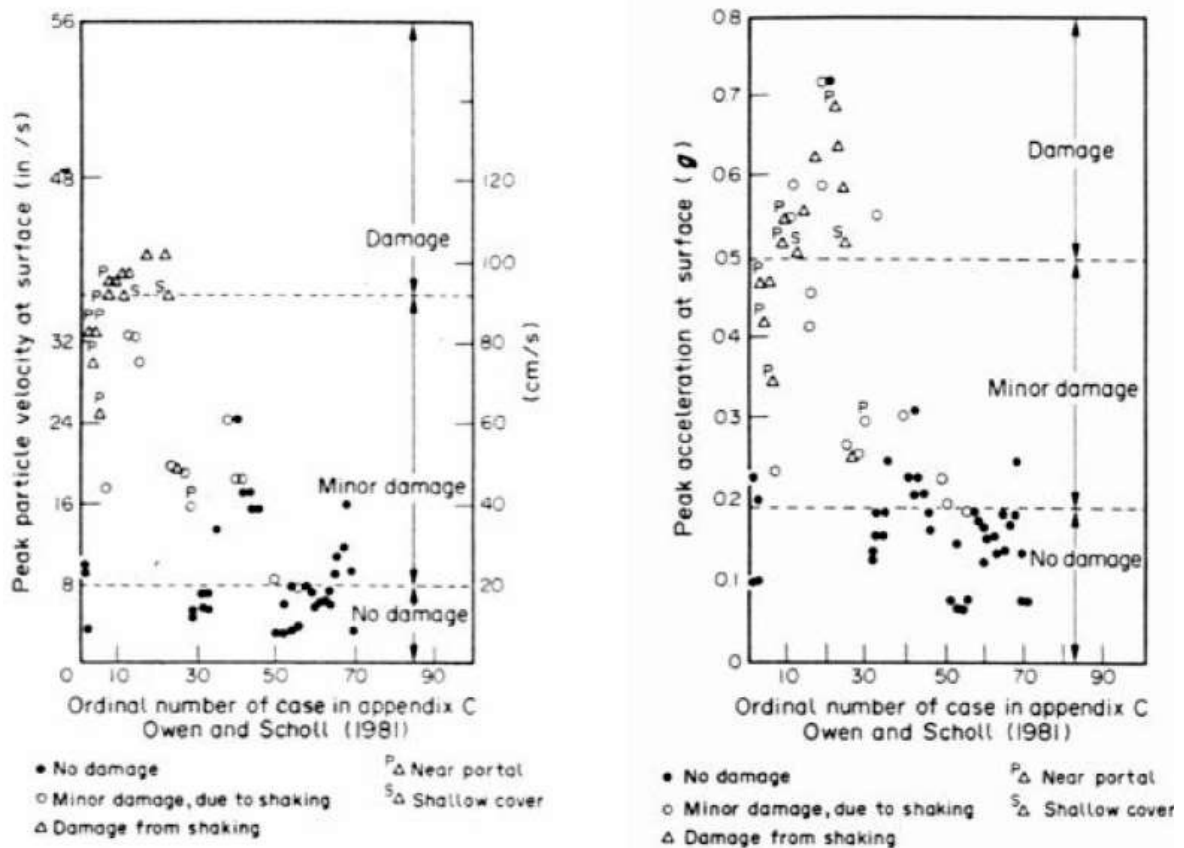 56
48
Peak particle velocity at surface (in /s)
Damage
P
S
S
P
P P
P
P
32
24
P
Minor damage
16
8
No damage
0
10
30
50
70
90
120
100
80
(cm/s)
60
40
20
Ordinal number of case in appendix C
Owen and Scholl (1981)
No damage
Minor damage, due to shaking
Damage from shaking
P Near portal
S Shallow cover
0.8
0.7
P
Damage
0.6
Peak acceleration at surface (g)
P
P S S
0.5
P
P
0.4
P
Minor damage
P
0.3
0.2
No damage
0.1
0
10
30
50
70
90
Ordinal number of case in appendix C
Owen and Scholl (1981)
No damage
Minor damage, due to shaking
Damage from shaking
P Near portal
S Shallow cover